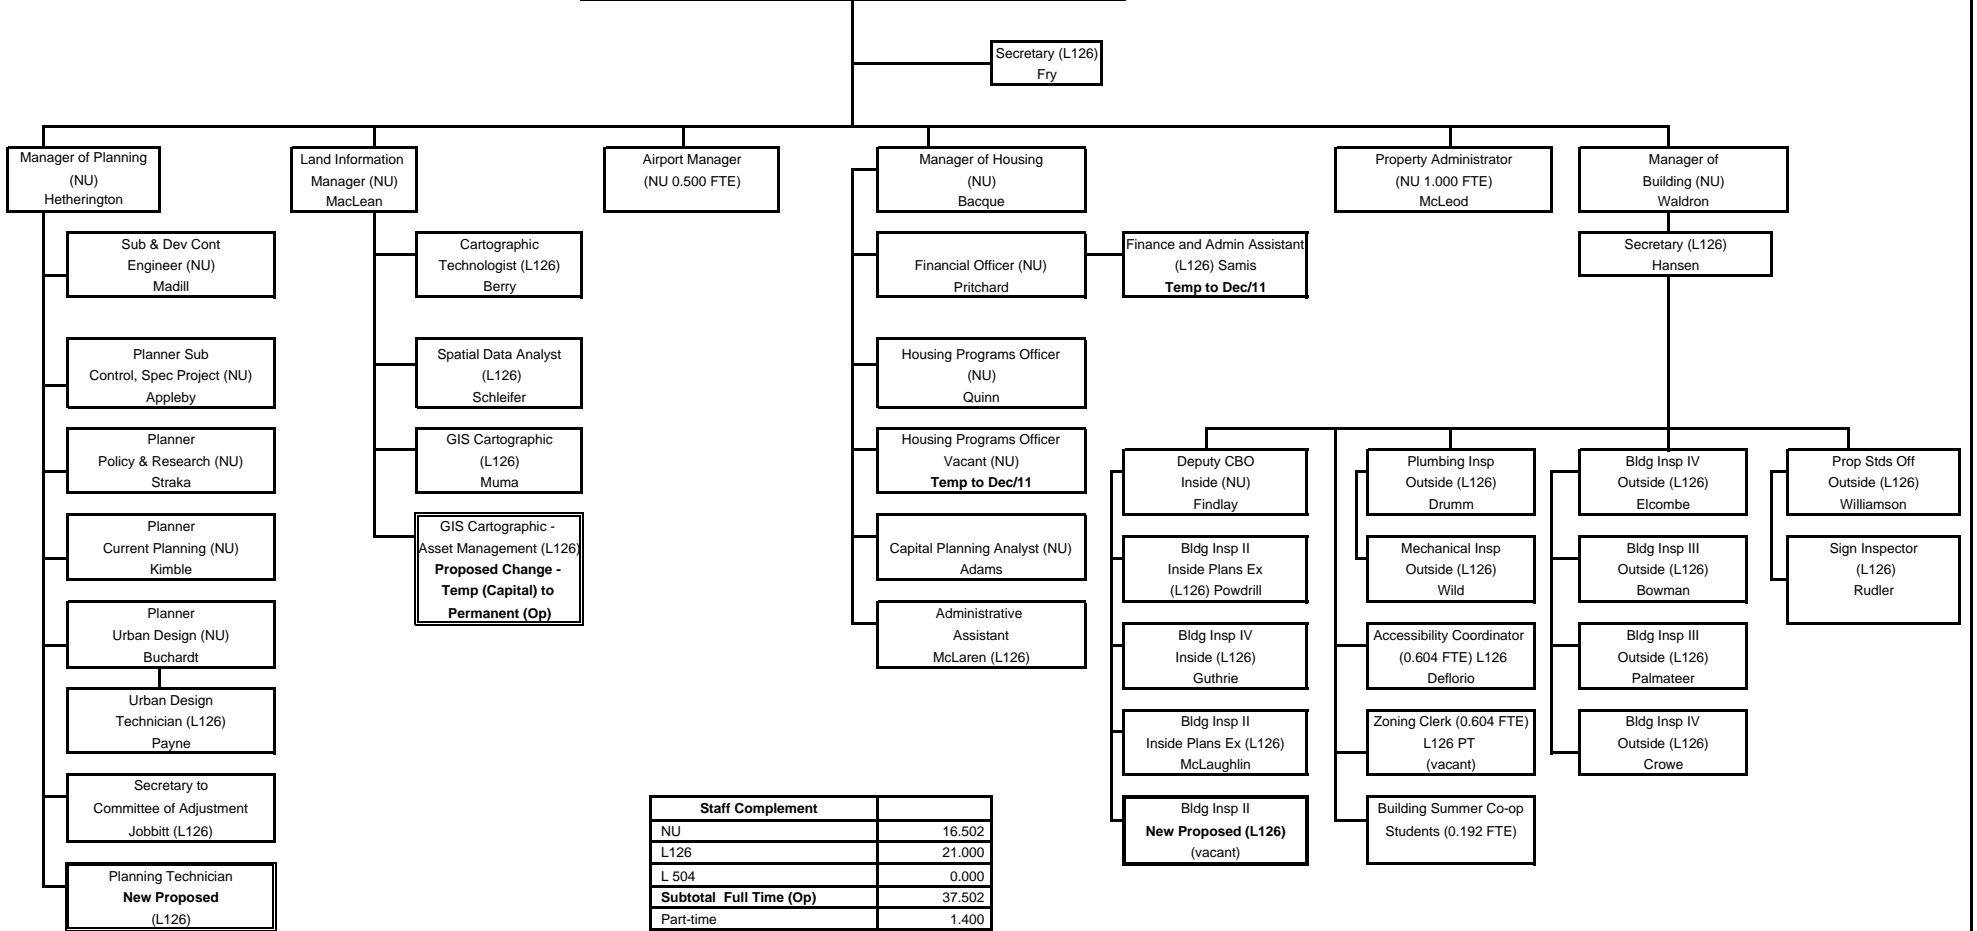 Secretary (L126)
Fry
Manager of Planning
(NU)
Hetherington
Land Information
Manager (NU)
MacLean
Airport Manager
(NU 0.500 FTE)
Manager of Housing
(NU)
Bacque
Property Administrator
(NU 1.000 FTE)
McLeod
Manager of
Building (NU)
Waldron
Sub & Dev Cont
Engineer (NU)
Madill
Planner Sub
Control, Spec Project (NU)
Appleby
Planner
Policy & Research (NU)
Straka
Planner
Current Planning (NU)
Kimble
Planner
Urban Design (NU)
Buchardt
Urban Design
Technician (L126)
Payne
Secretary to
Committee of Adjustment
Jobbitt (L126)
Planning Technician
New Proposed
(L126)
Cartographic
Technologist (L126)
Berry
Spatial Data Analyst
(L126)
Schleifer
GIS Cartographic
(L126)
Muma
GIS Cartographic -
Asset Management (L126)
Proposed Change -
Temp (Capital) to
Permanent (Op)
Financial Officer (NU)
Pritchard
Finance and Admin Assistant
(L126) Samis
Temp to Dec/11
Housing Programs Officer
(NU)
Quinn
Housing Programs Officer
Vacant (NU)
Temp to Dec/11
Capital Planning Analyst (NU)
Adams
Administrative
Assistant
McLaren (L126)
Secretary (L126)
Hansen
Deputy CBO
Inside (NU)
Findlay
Bldg Insp II
Inside Plans Ex
(L126) Powdrill
Bldg Insp IV
Inside (L126)
Guthrie
Bldg Insp II
Inside Plans Ex (L126)
McLaughlin
Bldg Insp II
New Proposed (L126)
(vacant)
Plumbing Insp
Outside (L126)
Drumm
Mechanical Insp
Outside (L126)
Wild
Accessibility Coordinator
(0.604 FTE) L126
Deflorio
Zoning Clerk (0.604 FTE)
L126 PT
(vacant)
Building Summer Co-op
Students (0.192 FTE)
Bldg Insp IV
Outside (L126)
Elcombe
Bldg Insp III
Outside (L126)
Bowman
Bldg Insp III
Outside (L126)
Palmateer
Bldg Insp IV
Outside (L126)
Crowe
Prop Stds Off
Outside (L126)
Williamson
Sign Inspector
(L126)
Rudler
Staff Complement
NU 16.502
L126 21.000
L 504 0.000
Subtotal Full Time (Op) 37.502
Part-time 1.400